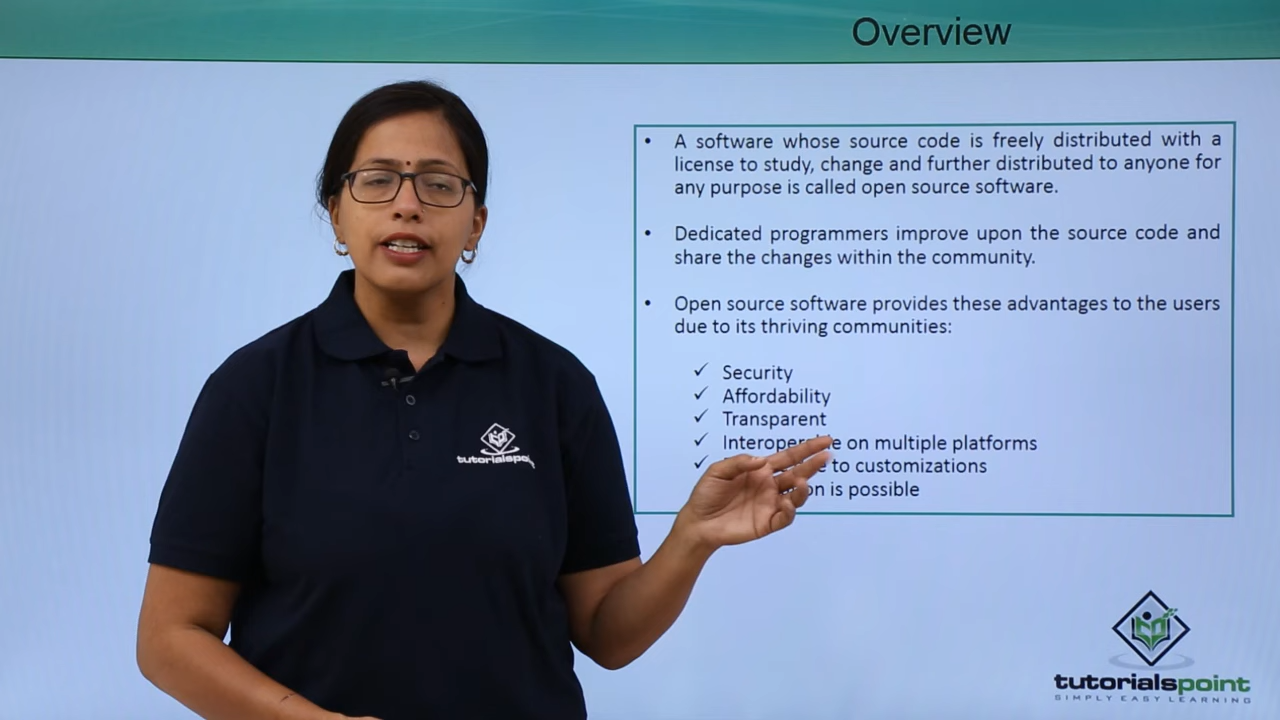 Overview
• A software whose source code is freely distributed with a
license to study, change and further distributed to anyone for
any purpose is called open source software.
• Dedicated programmers improve upon the source code and
share the changes within the community.
• Open source software provides these advantages to the users
due to its thriving communities:
✓ Security
✓ Affordability
✓ Transparent
✓ on multiple platforms
✓ to customizations
is possible
tutorialspoint
tutorialspoint
SIMPLY EASY LEARNING